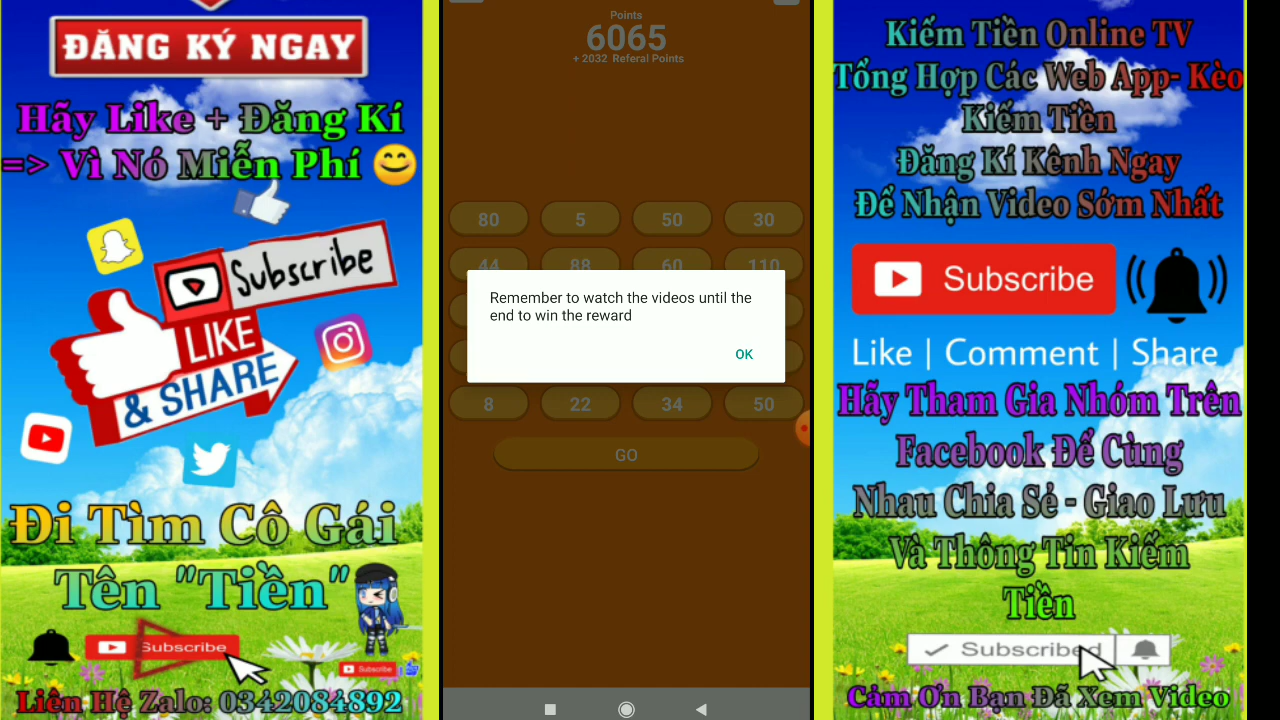 ĐĂNG KÝ NGAY
Hãy Like + Đăng Kí
=> Vì Nó Miễn Phí 😊
Subscribe
LIKE
& SHARE
Đi Tìm Cô Gái
Tên "Tiền"
Subscribe
Subscribe
Liên Hệ Zalo: 0342084892
Points
6065
+ 2032 Referal Points
80 5 50 30
44 88 60 110
Remember to watch the videos until the
end to win the reward
OK
8 22 34 50
GO
Kiếm Tiền Online TV
Tổng Hợp Các Web App- Kèo
Kiếm Tiền
Đăng Kí Kênh Ngay
Để Nhận Video Sớm Nhất
Subscribe
Like | Comment | Share
Hãy Tham Gia Nhóm Trên
Facebook Để Cùng
Nhau Chia Sẻ - Giao Lưu
Và Thông Tin Kiếm
Tiền
Subscribed
Cảm Ơn Bạn Đã Xem Video